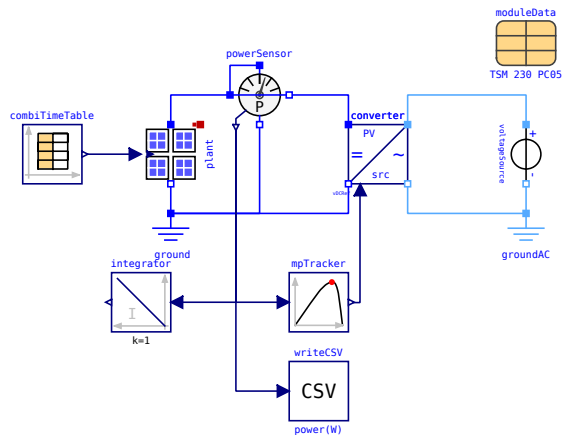 moduleData
TSM 230 PC05
powerSensor
P
combiTimeTable
plant
converter
PV
=
~
src
vDCRef
voltageSource
+
-
ground
groundAC
integrator
I
k=1
mpTracker
writeCSV
CSV
power(W)